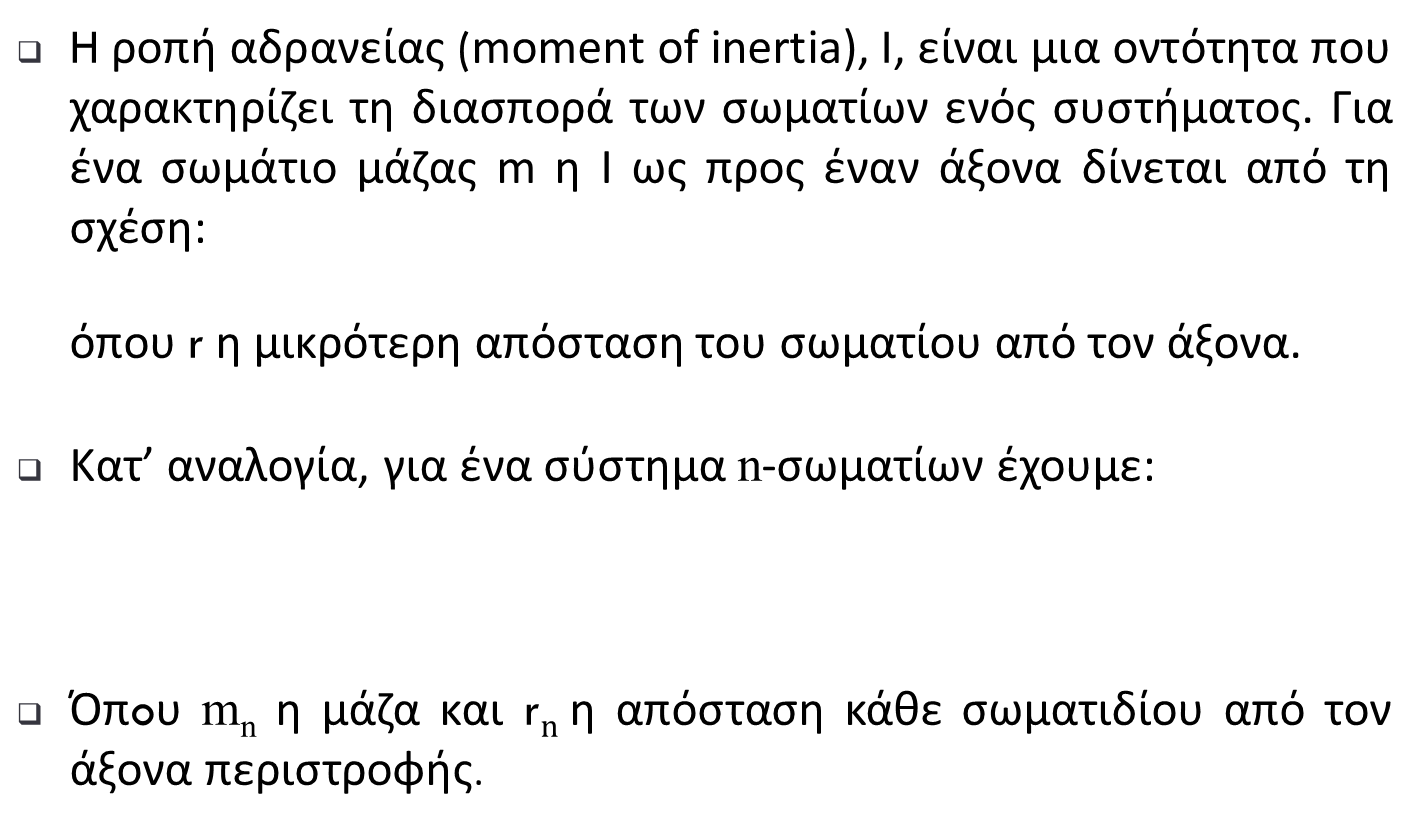 ❑ Η ροπή αδρανείας (moment of inertia), Ι, είναι μια οντότητα που
χαρακτηρίζει τη διασπορά των σωματίων ενός συστήματος. Για
ένα σωμάτιο μάζας m η Ι ως προς έναν άξονα δίνεται από τη
σχέση:
όπου r η μικρότερη απόσταση του σωματίου από τον άξονα.
❑ Κατ’ αναλογία, για ένα σύστημα n-σωματίων έχουμε:
❑ Όπου mₙ η μάζα και rₙ η απόσταση κάθε σωματιδίου από τον
άξονα περιστροφής.